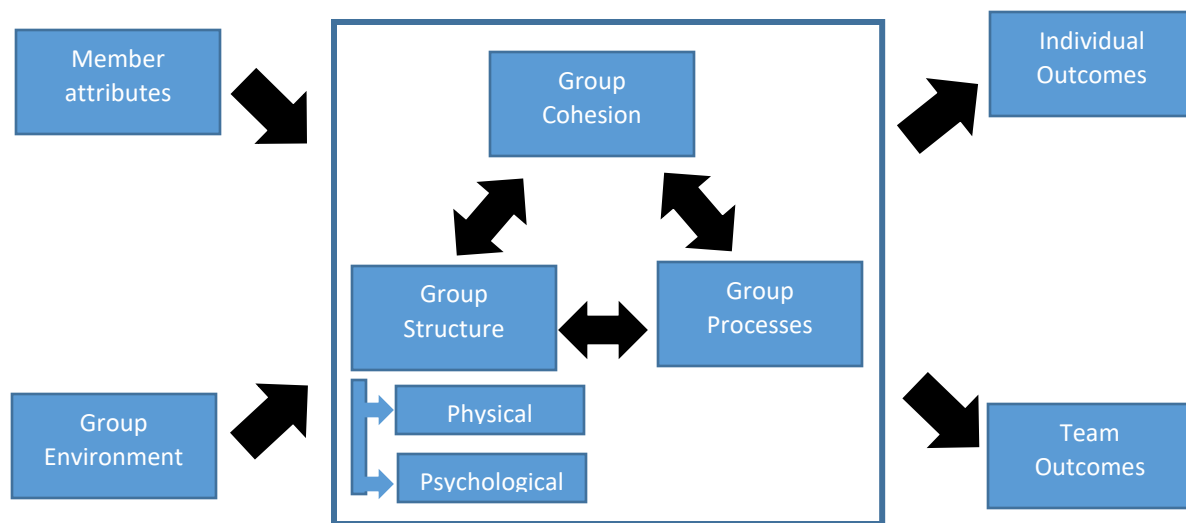 Member
attributes
Group
Environment
Group
Cohesion
Group
Structure
Group
Processes
Physical
Psychological
Individual
Outcomes
Team
Outcomes